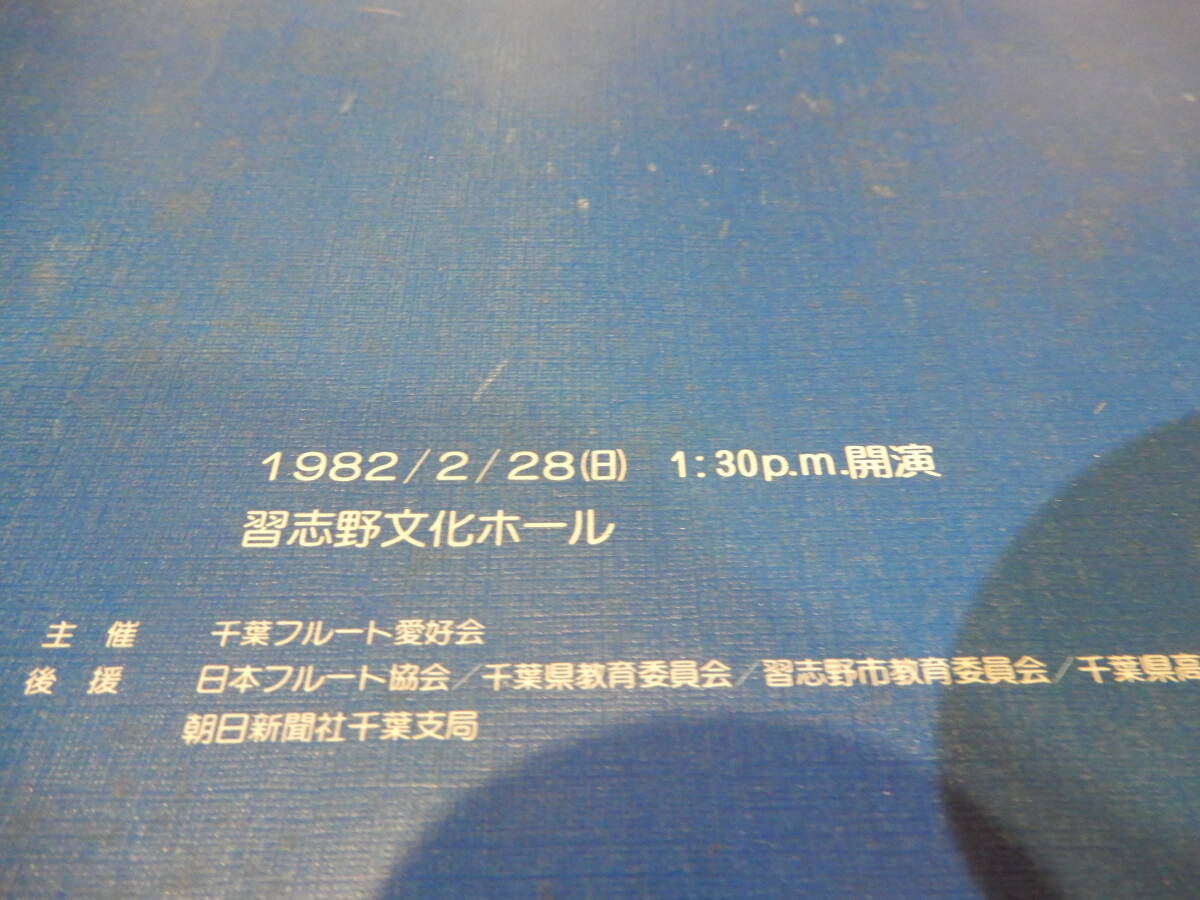 1982/2/28(日) 1:30p.m.開演
習志野文化ホール
主 催 千葉フルート愛好会
後 援 日本フルート協会/千葉県教育委員会/習志野市教育委員会/千葉県高
朝日新聞社千葉支局